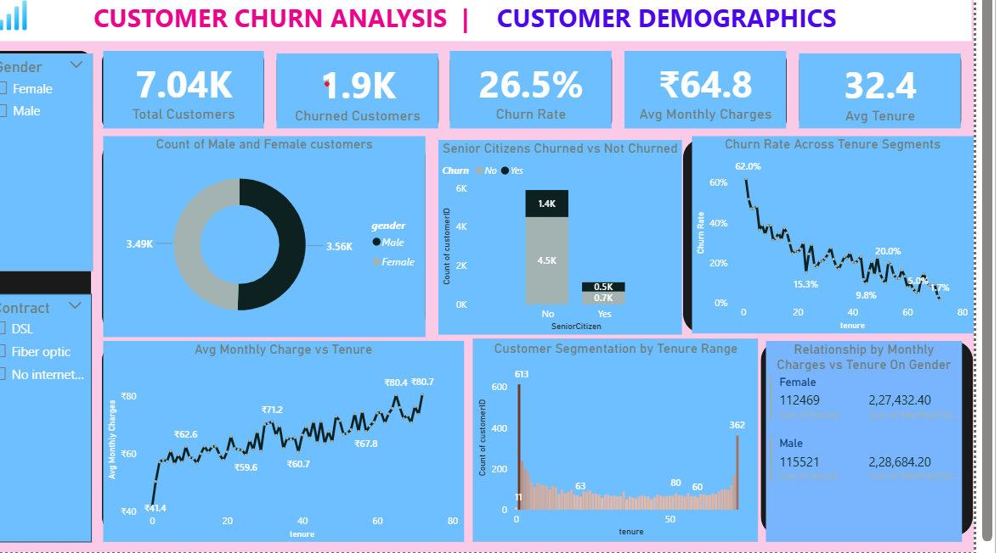 CUSTOMER CHURN ANALYSIS | CUSTOMER DEMOGRAPHICS
Gender
Female
Male
7.04K
Total Customers
1.9K
Churned Customers
26.5%
Churn Rate
₹64.8
Avg Monthly Charges
32.4
Avg Tenure
Count of Male and Female customers
3.49K
3.56K
gender
Male
Female
Senior Citizens Churned vs Not Churned
Churn No Yes
Count of customerID
6K
4K
2K
0K
1.4K
4.5K
0.5K
0.7K
No Yes
SeniorCitizen
Churn Rate Across Tenure Segments
Churn Rate
60%
40%
20%
0%
62.0%
15.3%
20.0%
9.8%
5.0%
1.7%
0 20 40 60 80
tenure
Contract
DSL
Fiber optic
No internet...
Avg Monthly Charge vs Tenure
Avg Monthly Charges
₹80
₹60
₹40
₹41.4
₹62.6
₹59.6
₹71.2
₹60.7
₹67.8
₹80.4 ₹80.7
0 20 40 60 80
tenure
Customer Segmentation by Tenure Range
Count of customerID
600
400
200
0
613
11
63
80
60
362
0 50
tenure
Relationship by Monthly
Charges vs Tenure On Gender
Female
112469 2,27,432.40
Male
115521 2,28,684.20